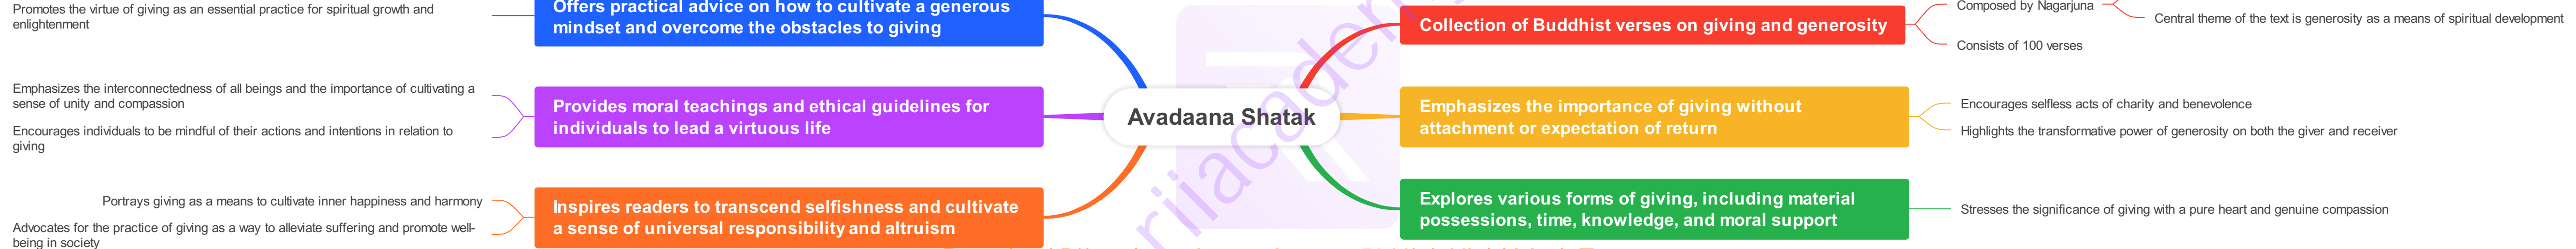 Promotes the virtue of giving as an essential practice for spiritual growth and
enlightenment
Offers practical advice on how to cultivate a generous
mindset and overcome the obstacles to giving
Emphasizes the interconnectedness of all beings and the importance of cultivating a
sense of unity and compassion
Encourages individuals to be mindful of their actions and intentions in relation to
giving
Provides moral teachings and ethical guidelines for
individuals to lead a virtuous life
Portrays giving as a means to cultivate inner happiness and harmony
Advocates for the practice of giving as a way to alleviate suffering and promote well-
being in society
Inspires readers to transcend selfishness and cultivate
a sense of universal responsibility and altruism
Avadaana Shatak
Collection of Buddhist verses on giving and generosity
Composed by Nagarjuna
Central theme of the text is generosity as a means of spiritual development
Consists of 100 verses
Emphasizes the importance of giving without
attachment or expectation of return
Encourages selfless acts of charity and benevolence
Highlights the transformative power of generosity on both the giver and receiver
Explores various forms of giving, including material
possessions, time, knowledge, and moral support
Stresses the significance of giving with a pure heart and genuine compassion